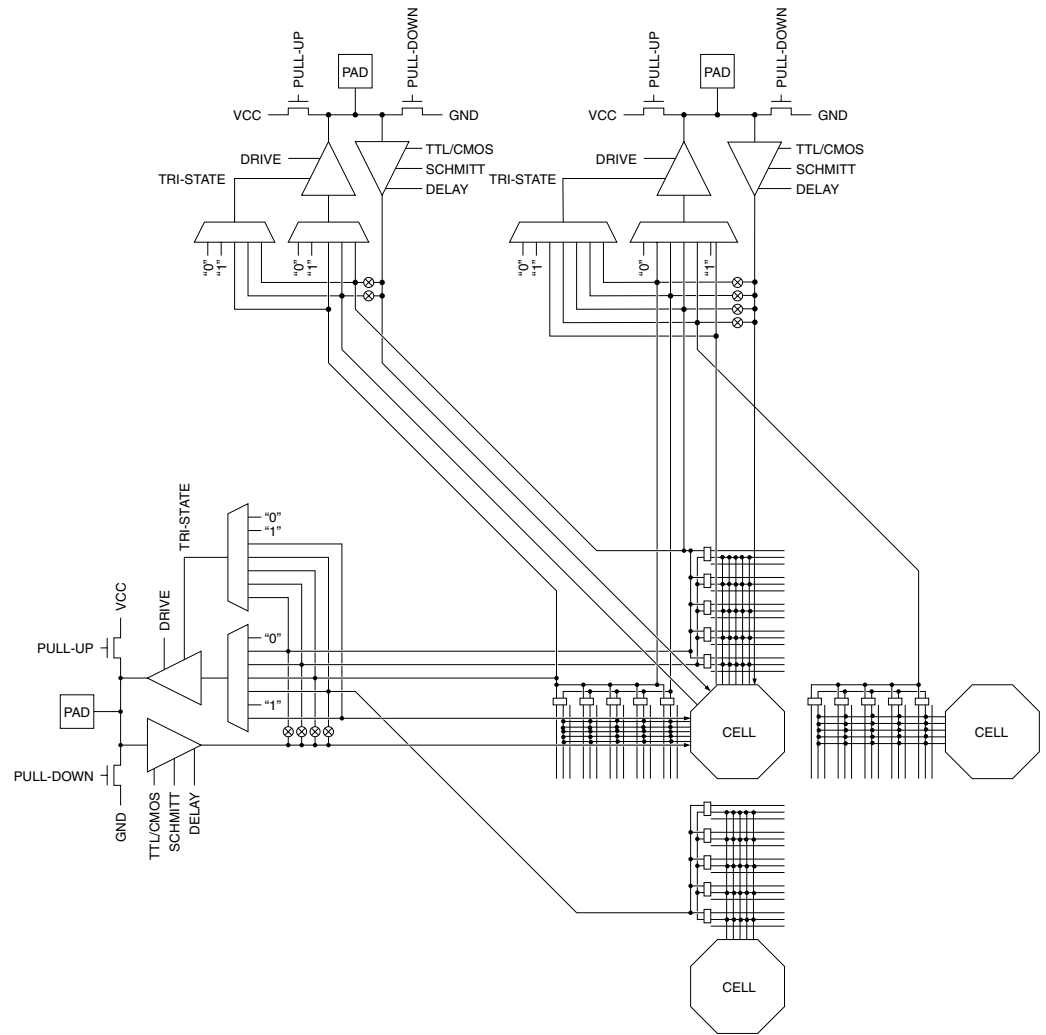 PULL-UP
PULL-DOWN
PAD
VCC
GND
DRIVE
TTL/CMOS
SCHMITT
DELAY
TRI-STATE
“0”
“1”
“0”
“1”
PULL-UP
PULL-DOWN
PAD
VCC
GND
DRIVE
TTL/CMOS
SCHMITT
DELAY
TRI-STATE
“0”
“1”
“0”
“1”
TRI-STATE
“0”
“1”
VCC
DRIVE
PULL-UP
“0”
PAD
“1”
PULL-DOWN
GND
TTL/CMOS
SCHMITT
DELAY
CELL
CELL
CELL